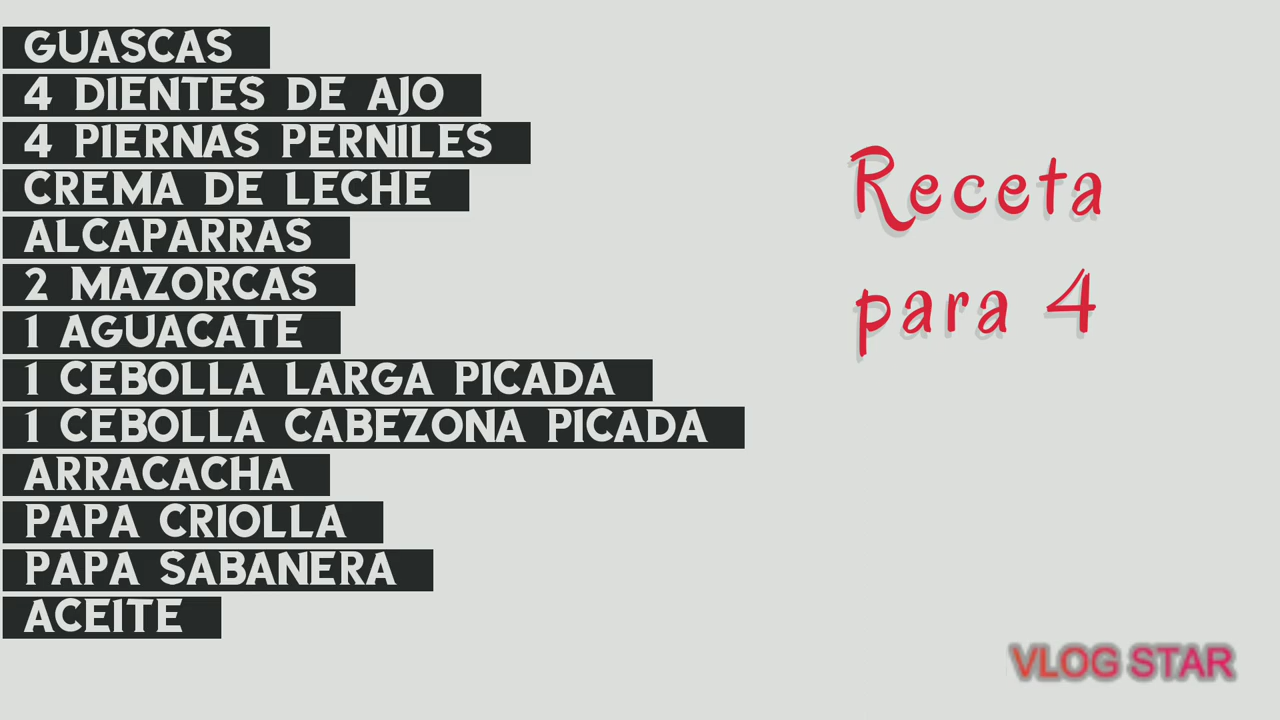 GUASCAS
4 DIENTES DE AJO
4 PIERNAS PERNILES
CREMA DE LECHE
ALCAPARRAS
2 MAZORCAS
1 AGUACATE
1 CEBOLLA LARGA PICADA
1 CEBOLLA CABEZONA PICADA
ARRACACHA
PAPA CRIOLLA
PAPA SABANERA
ACEITE
Receta
para 4
VLOG STAR